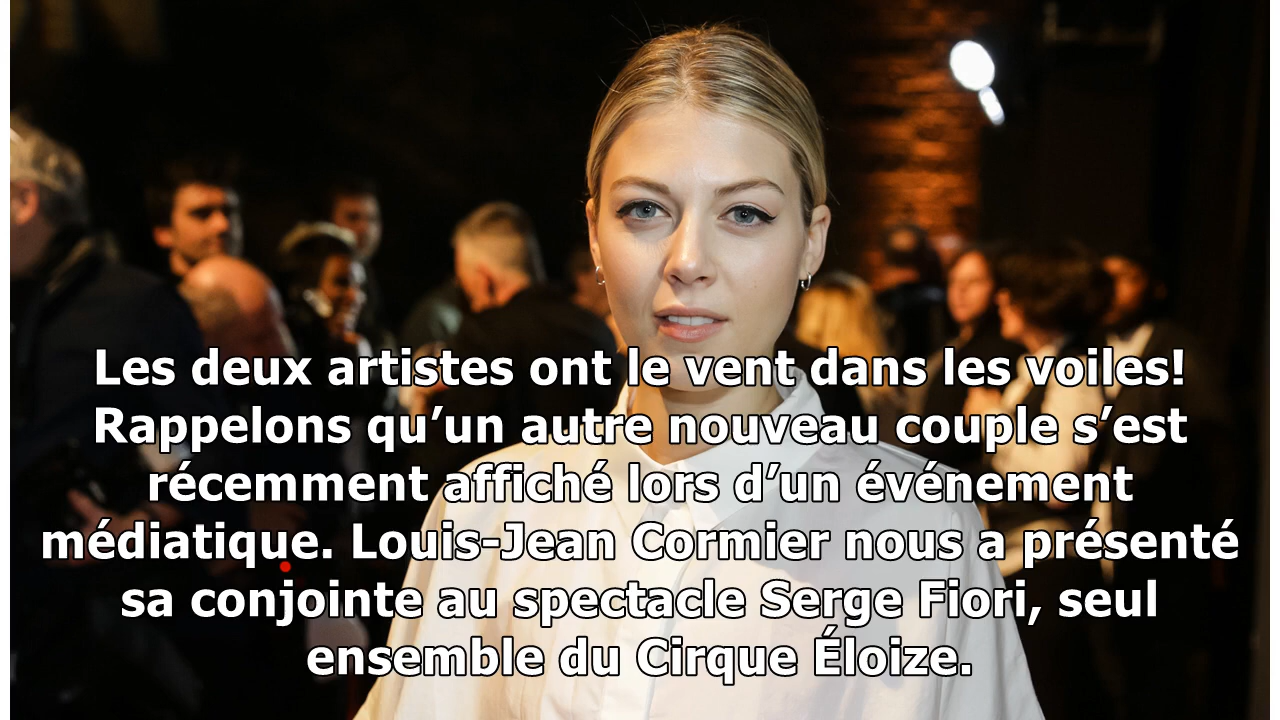 Les deux artistes ont le vent dans les voiles!
Rappelons qu’un autre nouveau couple s’est
récemment affiché lors d’un événement
médiatique. Louis-Jean Cormier nous a présenté
sa conjointe au spectacle Serge Fiori, seul
ensemble du Cirque Éloize.